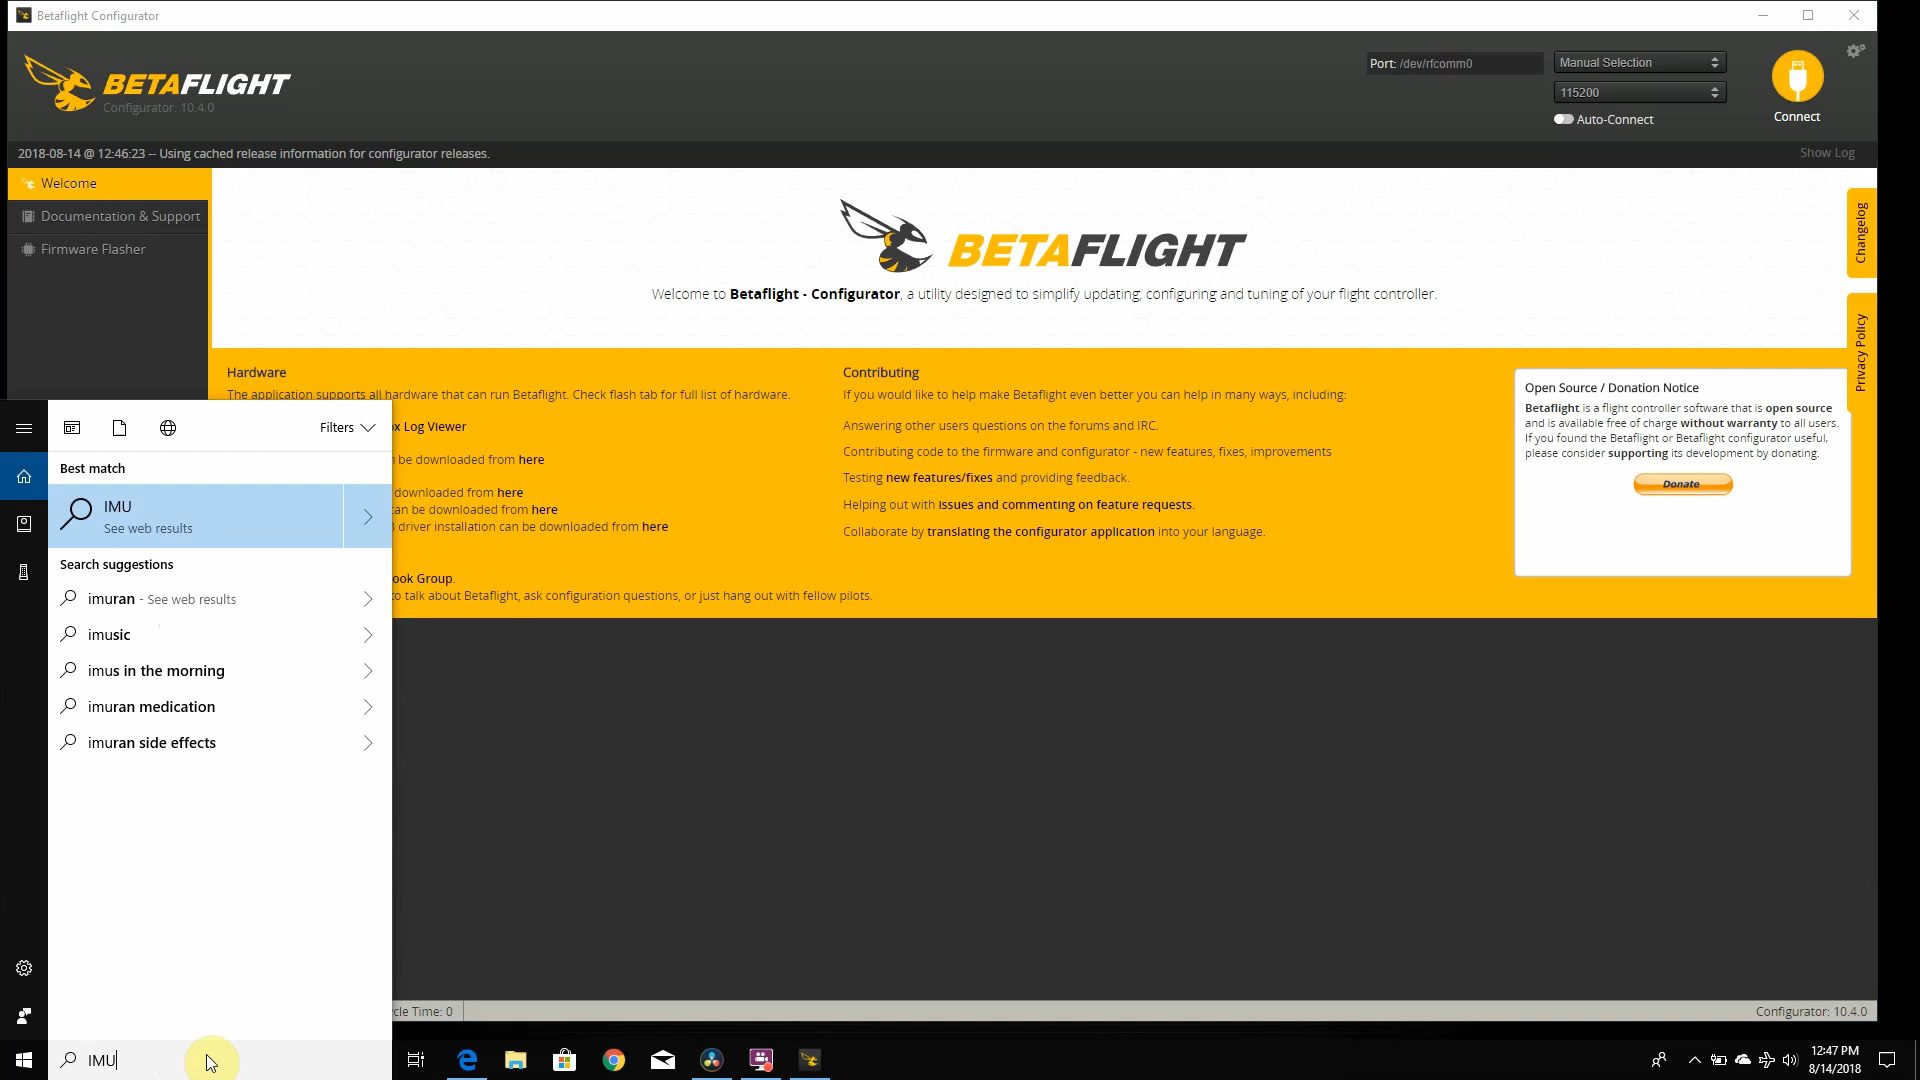 Betaflight Configurator
BETAFLIGHT
Configurator: 10.4.0
Port: /dev/rfcomm0
Manual Selection
115200
Auto-Connect
Connect
2018-08-14 @ 12:46:23 -- Using cached release information for configurator releases.
Show Log
Welcome
Documentation & Support
Firmware Flasher
BETAFLIGHT
Welcome to Betaflight - Configurator, a utility designed to simplify updating, configuring and tuning of your flight controller.
Changelog
Privacy Policy
Hardware
The application supports all hardware that can run Betaflight. Check flash tab for full list of hardware.
x Log Viewer
be downloaded from here
downloaded from here
can be downloaded from here
driver installation can be downloaded from here
ook Group.
to talk about Betaflight, ask configuration questions, or just hang out with fellow pilots.
Contributing
If you would like to help make Betaflight even better you can help in many ways, including:
Answering other users questions on the forums and IRC.
Contributing code to the firmware and configurator - new features, fixes, improvements
Testing new features/fixes and providing feedback.
Helping out with issues and commenting on feature requests.
Collaborate by translating the configurator application into your language.
Open Source / Donation Notice
Betaflight is a flight controller software that is open source
and is available free of charge without warranty to all users.
If you found the Betaflight or Betaflight configurator useful,
please consider supporting its development by donating.
Donate
Filters
Best match
IMU
See web results
Search suggestions
imuran - See web results
imusic
imus in the morning
imuran medication
imuran side effects
cle Time: 0
Configurator: 10.4.0
IMU
12:47 PM
8/14/2018